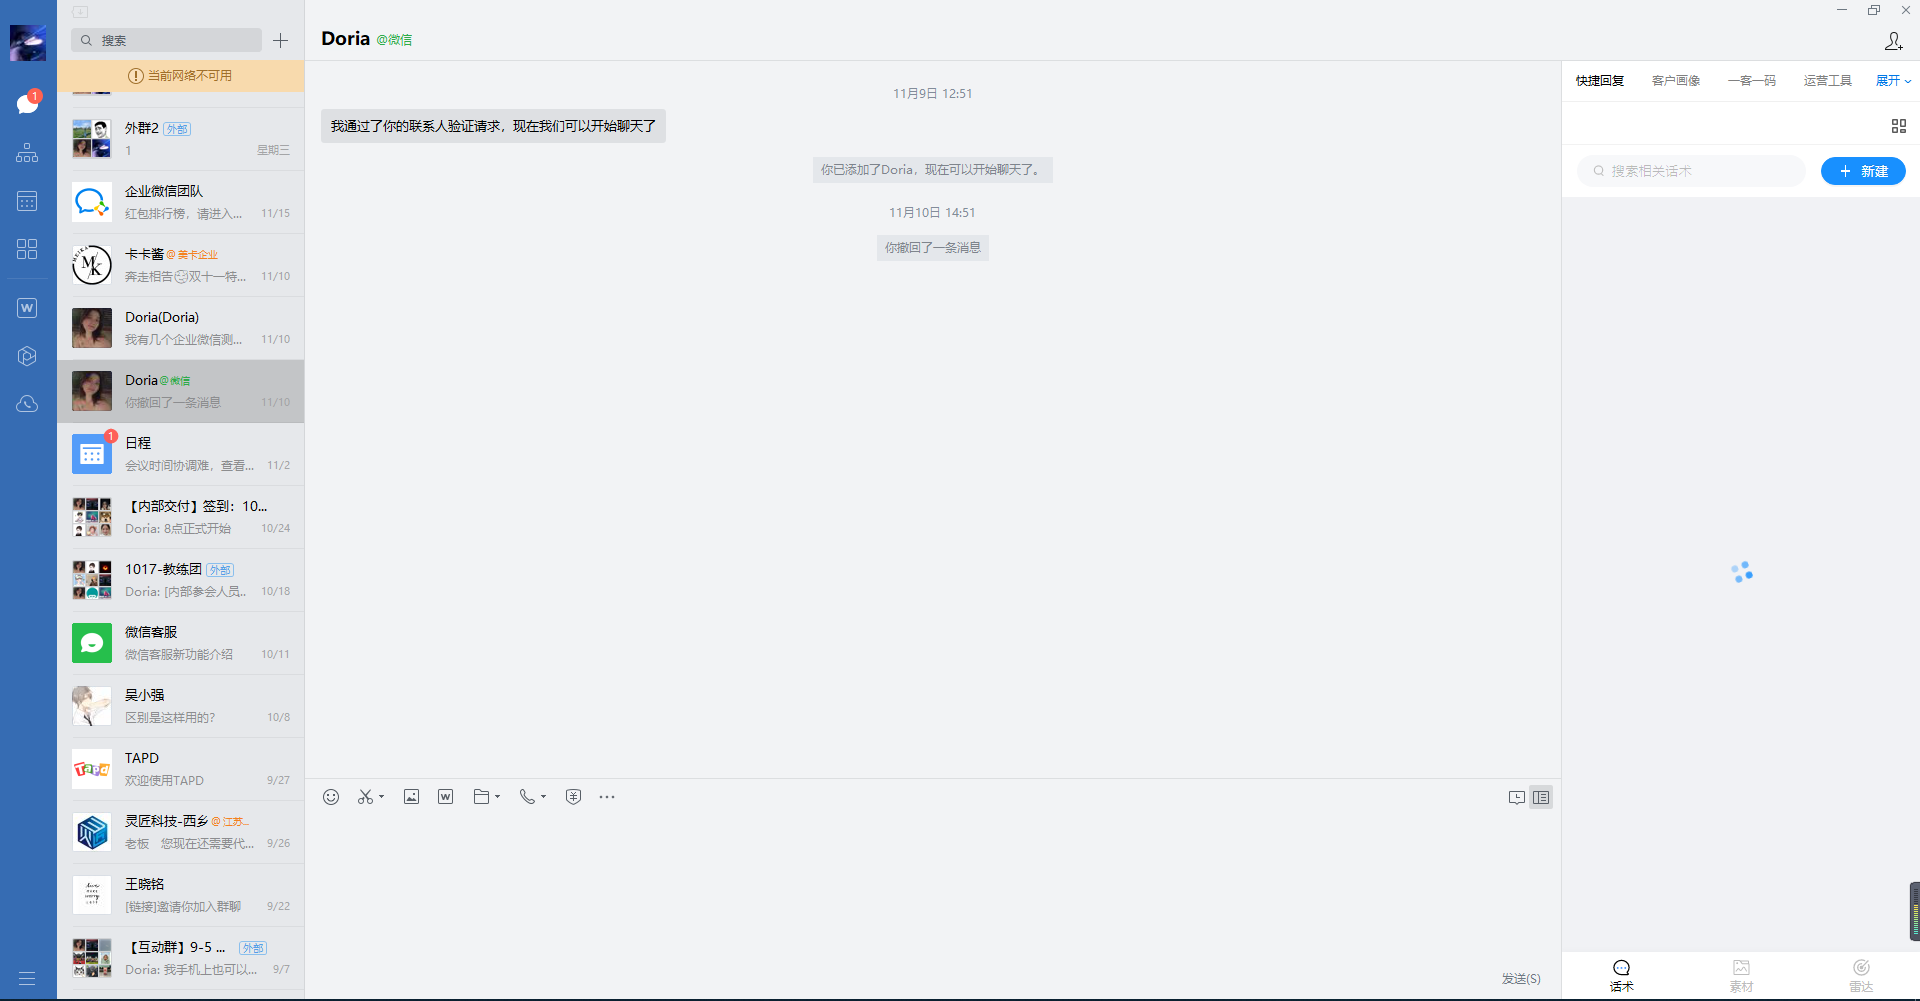 搜索
当前网络不可用
外群2 外部
1 星期三
企业微信团队
红包排行榜，请进入... 11/15
卡卡酱 @美卡企业
奔走相告双十一特... 11/10
Doria(Doria)
我有几个企业微信测... 11/10
Doria@微信
你撤回了一条消息 11/10
1
日程
会议时间协调难，查看... 11/2
【内部交付】签到：10...
Doria: 8点正式开始 10/24
1017-教练团 外部
Doria: [内部参会人员.. 10/18
微信客服
微信客服新功能介绍 10/11
吴小强
区别是这样用的？ 10/8
TAPD
欢迎使用TAPD 9/27
灵匠科技-西乡 @江苏...
老板 您现在还需要代... 9/26
王晓铭
[链接]邀请你加入群聊 9/22
【互动群】9-5 ... 外部
Doria: 我手机上也可以... 9/7
1
W
Doria @微信
11月9日 12:51
我通过了你的联系人验证请求，现在我们可以开始聊天了
你已添加了Doria，现在可以开始聊天了。
11月10日 14:51
你撤回了一条消息
W
发送(S)
快捷回复 客户画像 一客一码 运营工具 展开
搜索相关话术 新建
话术 素材 雷达